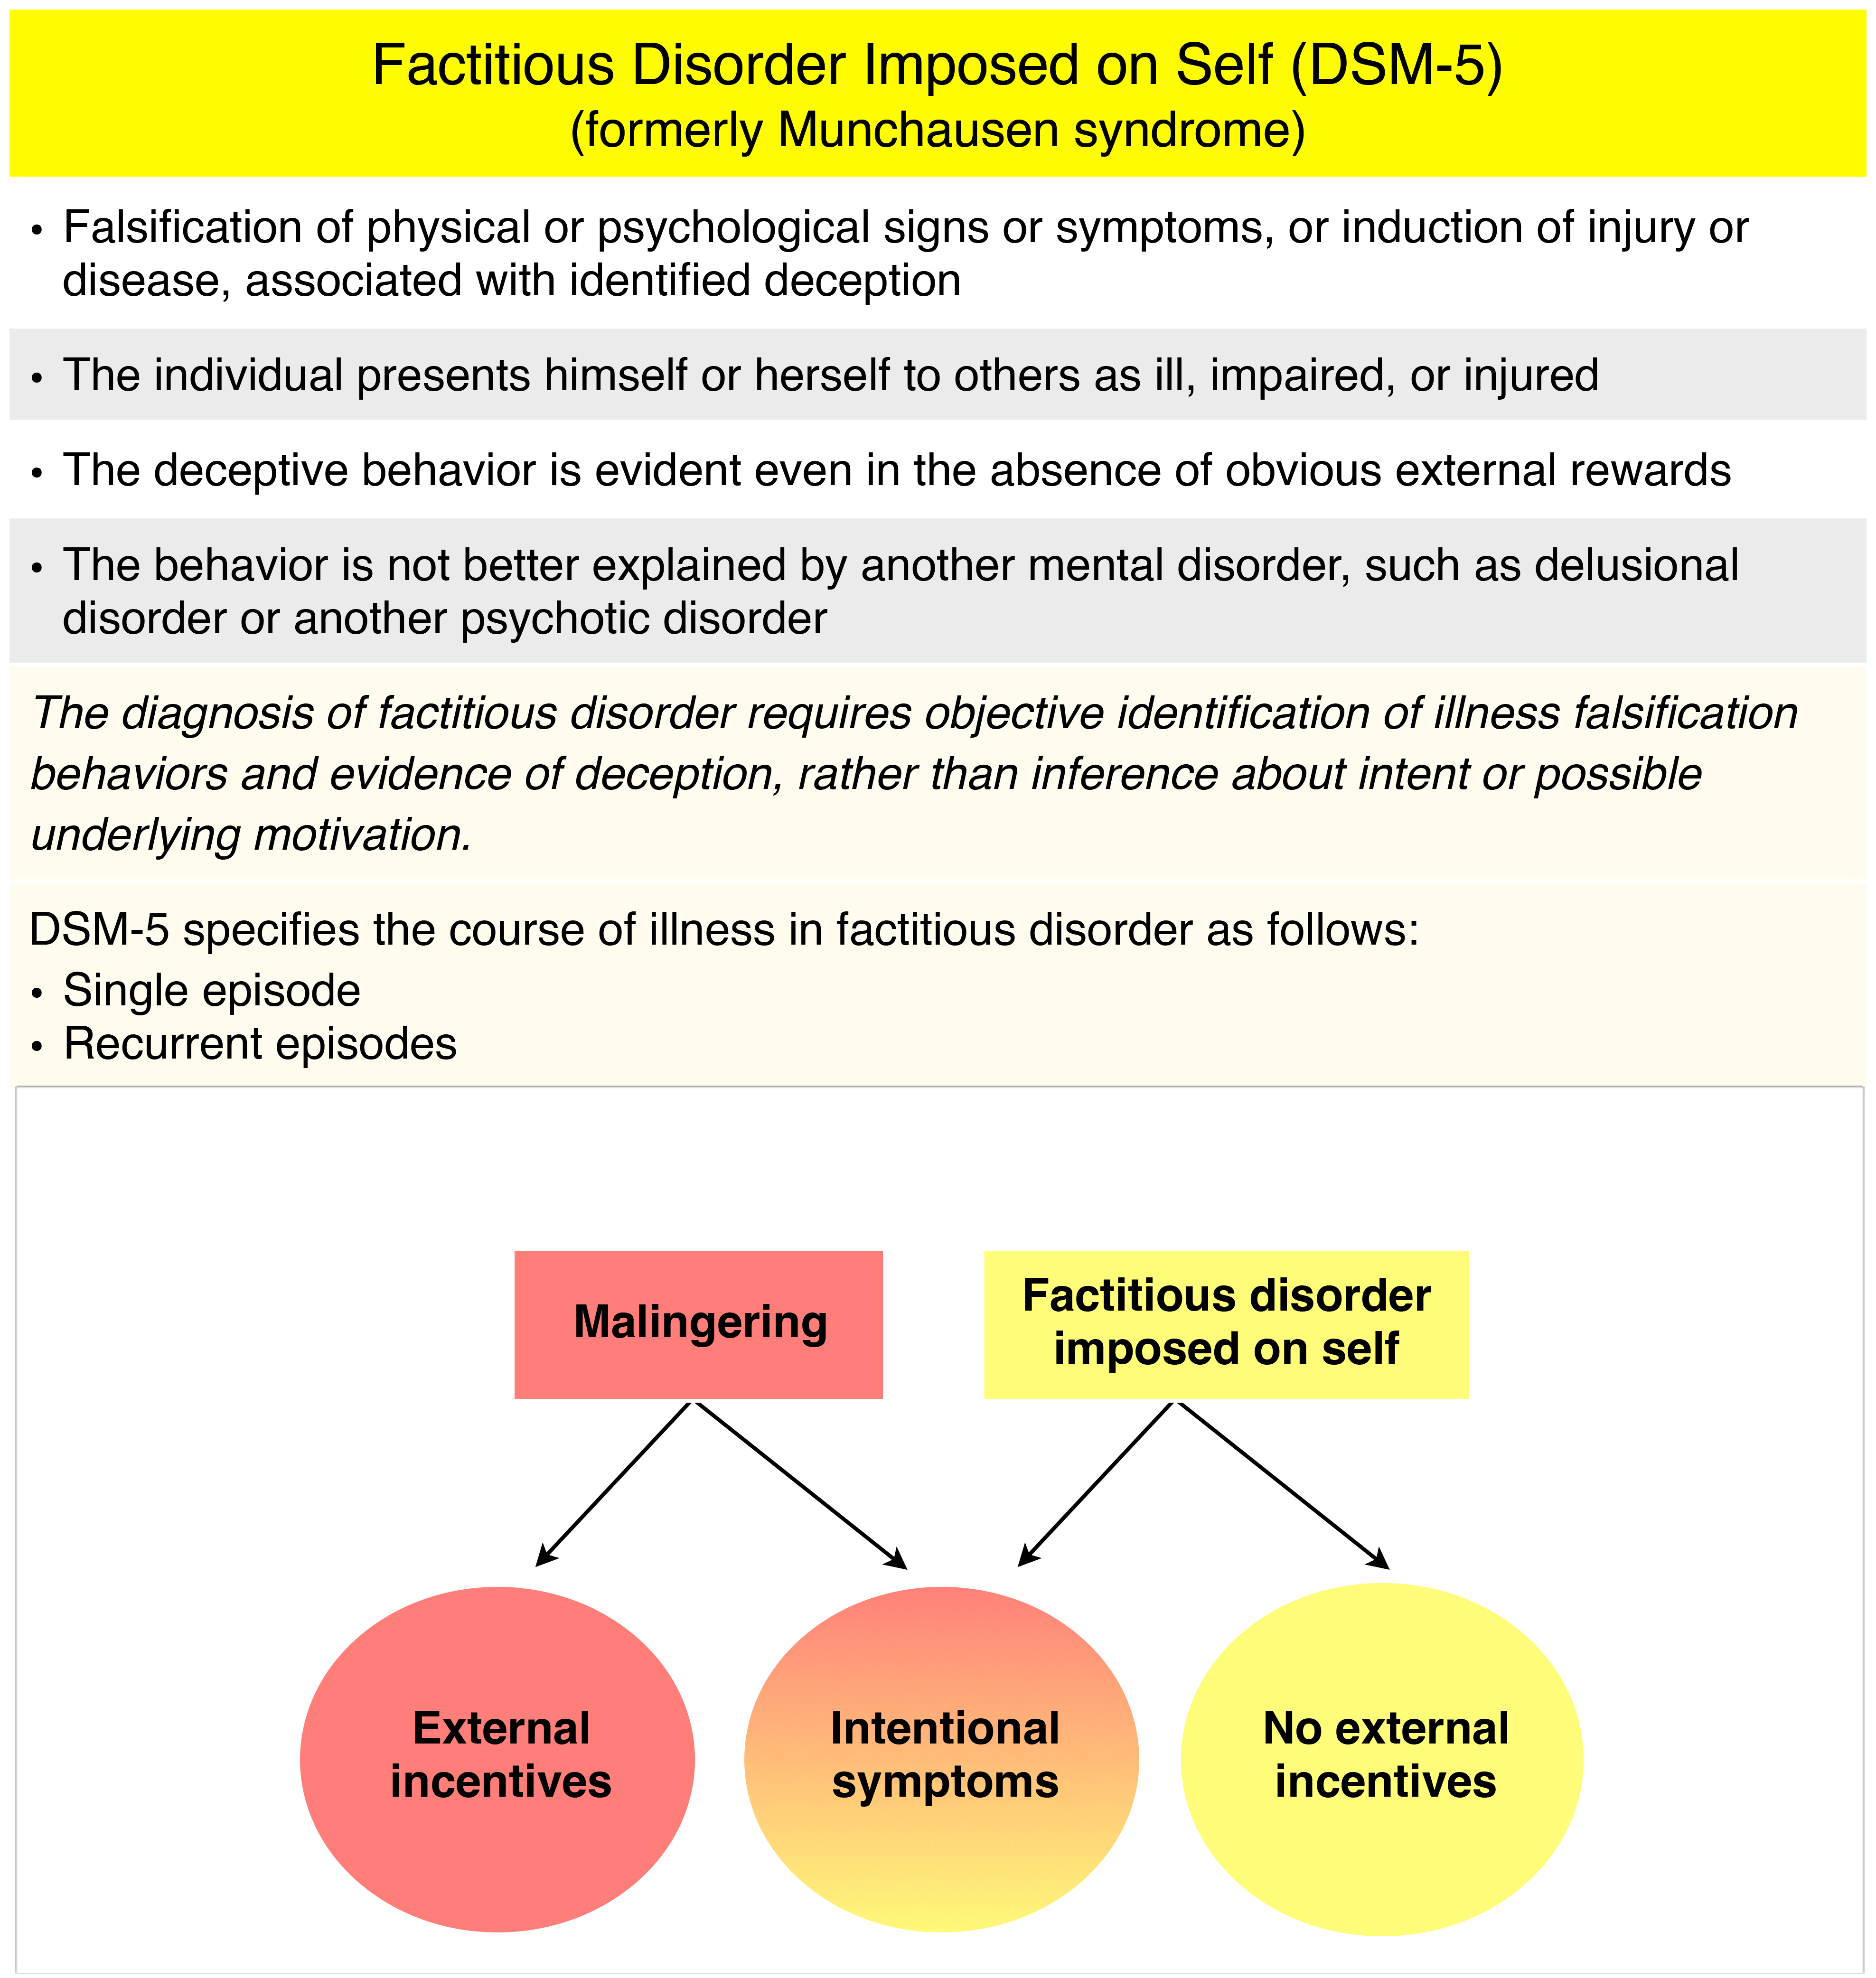 Factitious Disorder Imposed on Self (DSM-5)
(formerly Munchausen syndrome)
• Falsification of physical or psychological signs or symptoms, or induction of injury or
disease, associated with identified deception
• The individual presents himself or herself to others as ill, impaired, or injured
• The deceptive behavior is evident even in the absence of obvious external rewards
• The behavior is not better explained by another mental disorder, such as delusional
disorder or another psychotic disorder
The diagnosis of factitious disorder requires objective identification of illness falsification
behaviors and evidence of deception, rather than inference about intent or possible
underlying motivation.
DSM-5 specifies the course of illness in factitious disorder as follows:
• Single episode
• Recurrent episodes
Malingering
Factitious disorder
imposed on self
External
incentives
Intentional
symptoms
No external
incentives